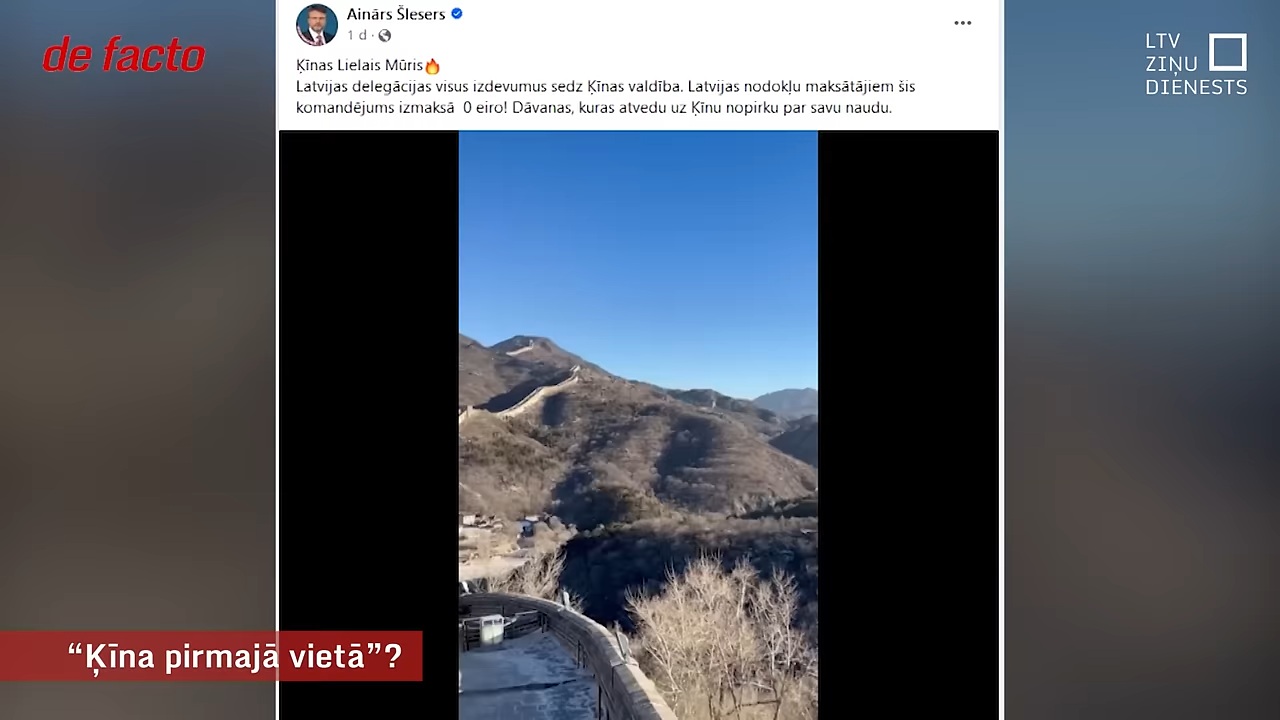 de facto
Ainārs Šlesers
1 d ·
Ķīnas Lielais Mūris🔥
Latvijas delegācijas visus izdevumus sedz Ķīnas valdība. Latvijas nodokļu maksātājiem šis
komandējums izmaksā 0 eiro! Dāvanas, kuras atvedu uz Ķīnu nopirku par savu naudu.
LTV
ZIŅU
DIENESTS
“Ķīna pirmajā vietā”?